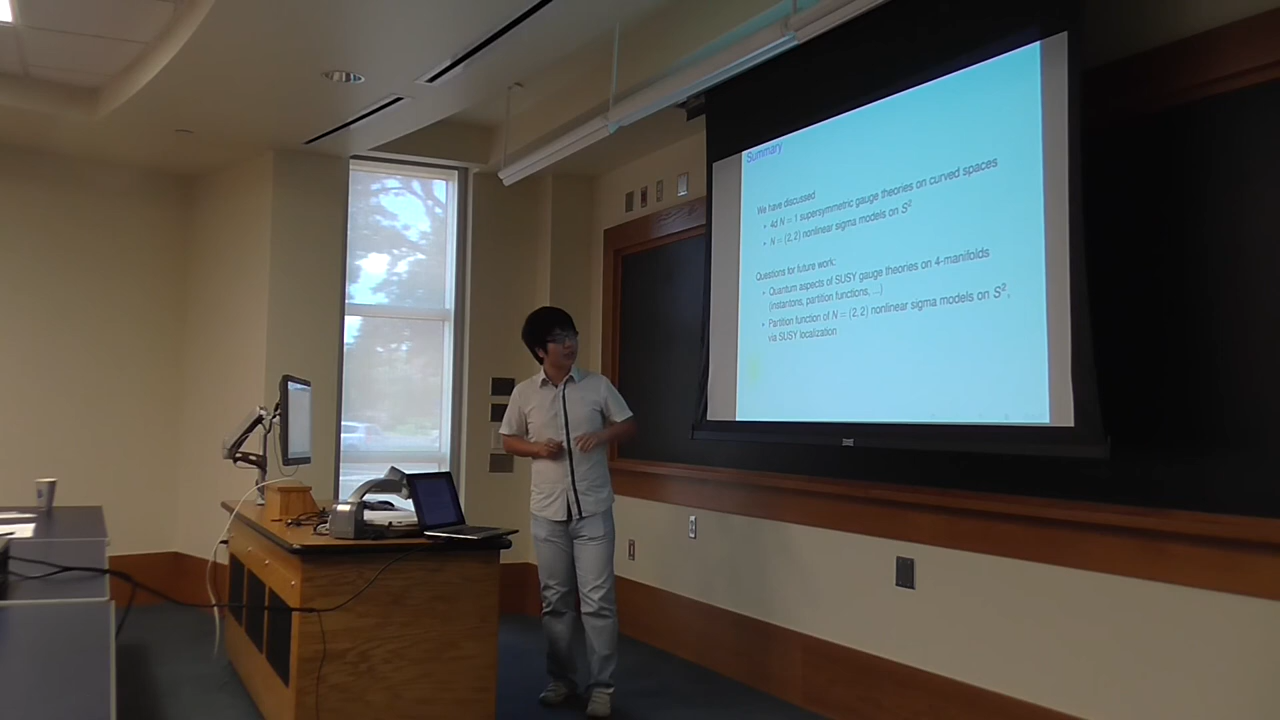 Summary
We have discussed
‣ 4d N = 1 supersymmetric gauge theories on curved spaces
‣ N = (2, 2) nonlinear sigma models on S²
Questions for future work:
‣ Quantum aspects of SUSY gauge theories on 4-manifolds
(instantons, partition functions, ...)
‣ Partition function of N = (2, 2) nonlinear sigma models on S²,
via SUSY localization